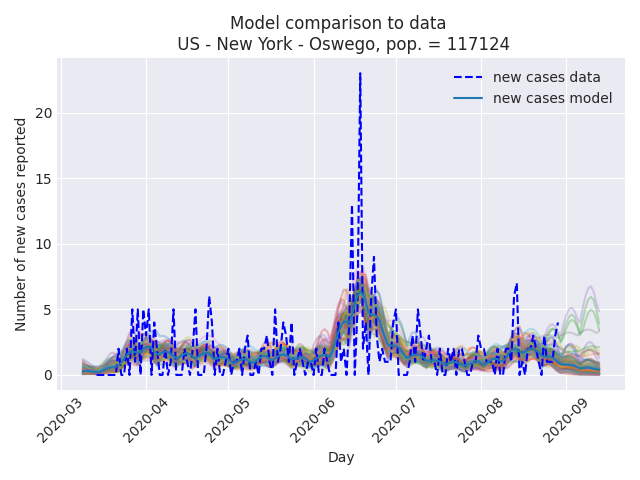 Model comparison to data
US - New York - Oswego, pop. = 117124
new cases data
new cases model
Number of new cases reported
20
15
10
5
0
2020-03
2020-04
2020-05
2020-06
2020-07
2020-08
2020-09
Day